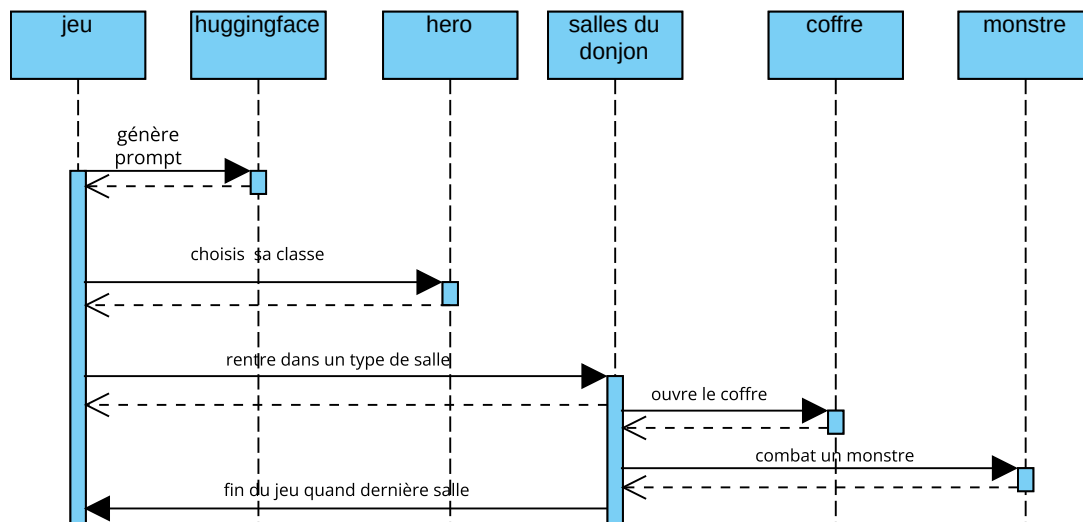 jeu
huggingface
hero
salles du
donjon
coffre
monstre
génère
prompt
choisis sa classe
rentre dans un type de salle
ouvre le coffre
combat un monstre
fin du jeu quand dernière salle